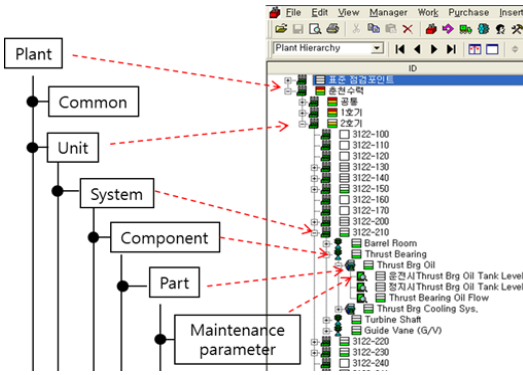 Plant
Common
Unit
System
Component
Part
Maintenance
parameter
File Edit View Manager Work Purchase Insert
Plant Hierarchy
ID
표준 점검포인트
춘천수력
공통
1호기
2호기
3122-100
3122-110
3122-120
3122-130
3122-140
3122-150
3122-160
3122-170
3122-200
3122-210
Barrel Room
Thrust Bearing
Thrust Brg Oil
운전시Thrust Brg Oil Tank Level
정지시Thrust Brg Oil Tank Level
Thrust Bearing Oil Flow
Thrust Brg Cooling Sys.
Turbine Shaft
Guide Vane (G/V)
3122-220
3122-230
3122-240